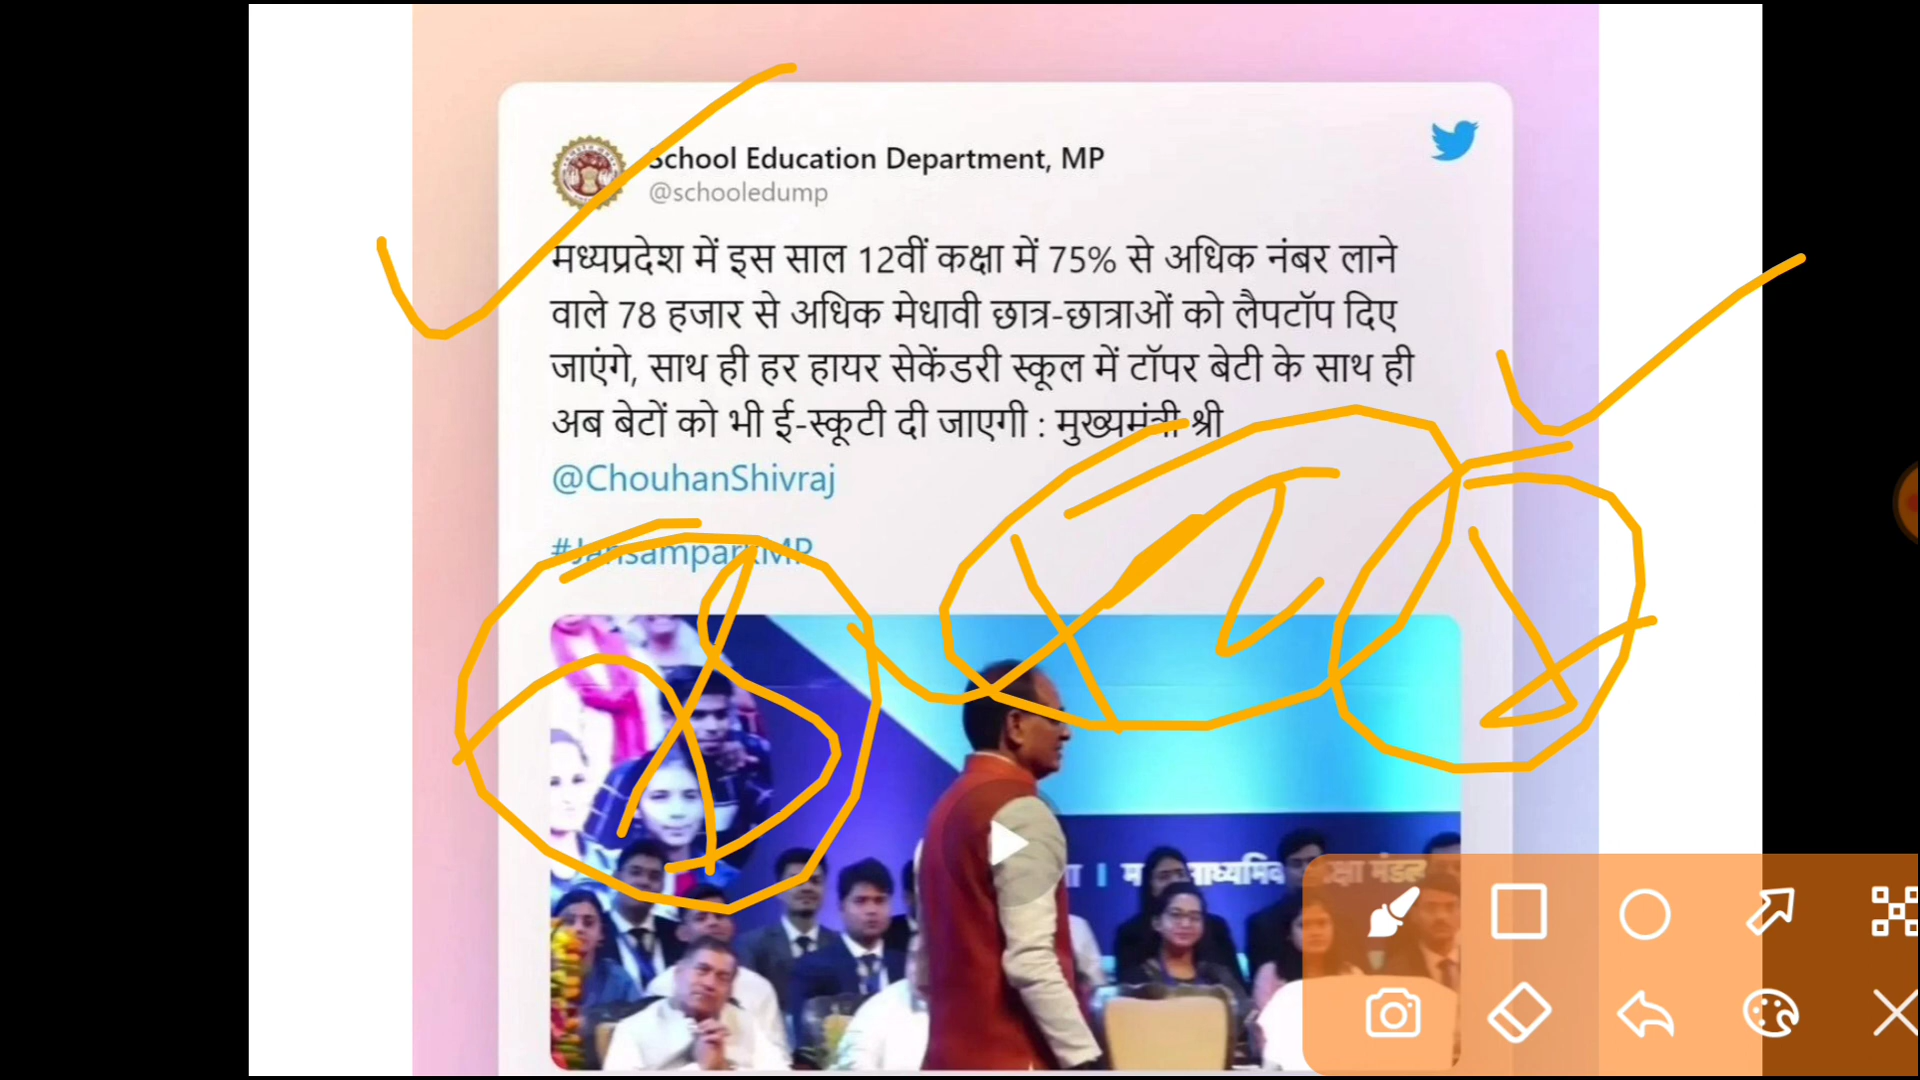 School Education Department, MP
@schooledump
मध्यप्रदेश में इस साल 12वीं कक्षा में 75% से अधिक नंबर लाने
वाले 78 हजार से अधिक मेधावी छात्र-छात्राओं को लैपटॉप दिए
जाएंगे, साथ ही हर हायर सेकेंडरी स्कूल में टॉपर बेटी के साथ ही
अब बेटों को भी ई-स्कूटी दी जाएगी : मुख्यमंत्री श्री
@ChouhanShivraj
#JansamparkMP